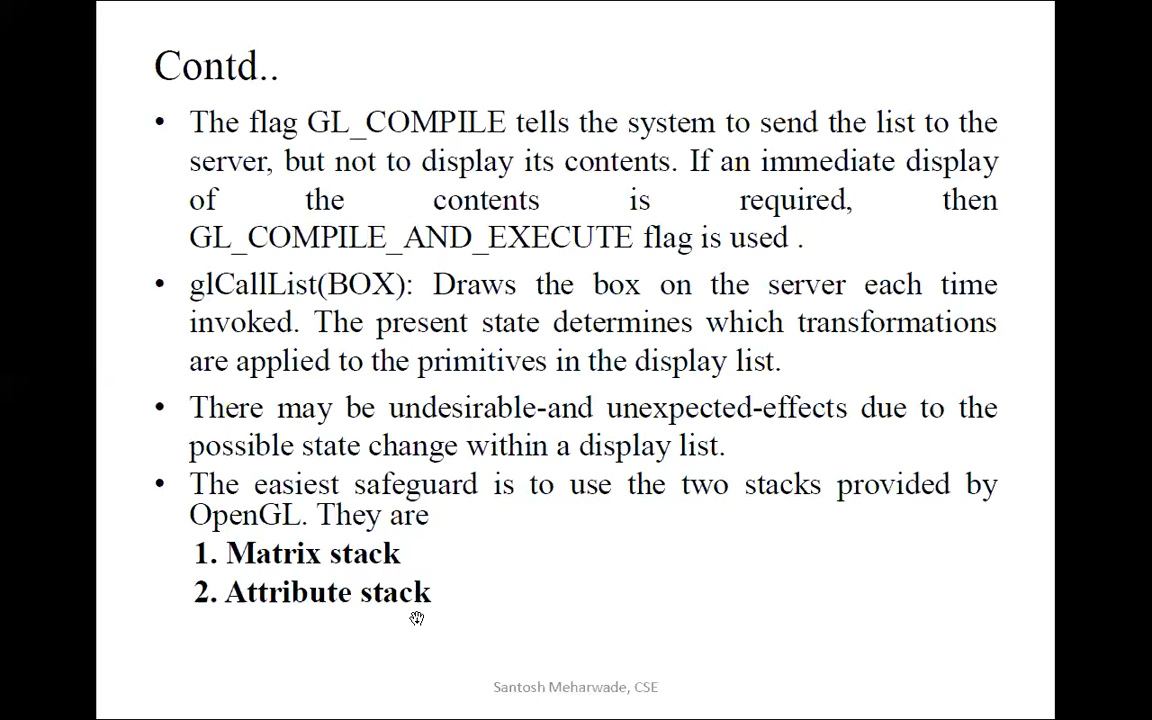 Contd..
• The flag GL_COMPILE tells the system to send the list to the
server, but not to display its contents. If an immediate display
of the contents is required, then
GL_COMPILE_AND_EXECUTE flag is used .
• glCallList(BOX): Draws the box on the server each time
invoked. The present state determines which transformations
are applied to the primitives in the display list.
• There may be undesirable-and unexpected-effects due to the
possible state change within a display list.
• The easiest safeguard is to use the two stacks provided by
OpenGL. They are
1. Matrix stack
2. Attribute stack
Santosh Meharwade, CSE